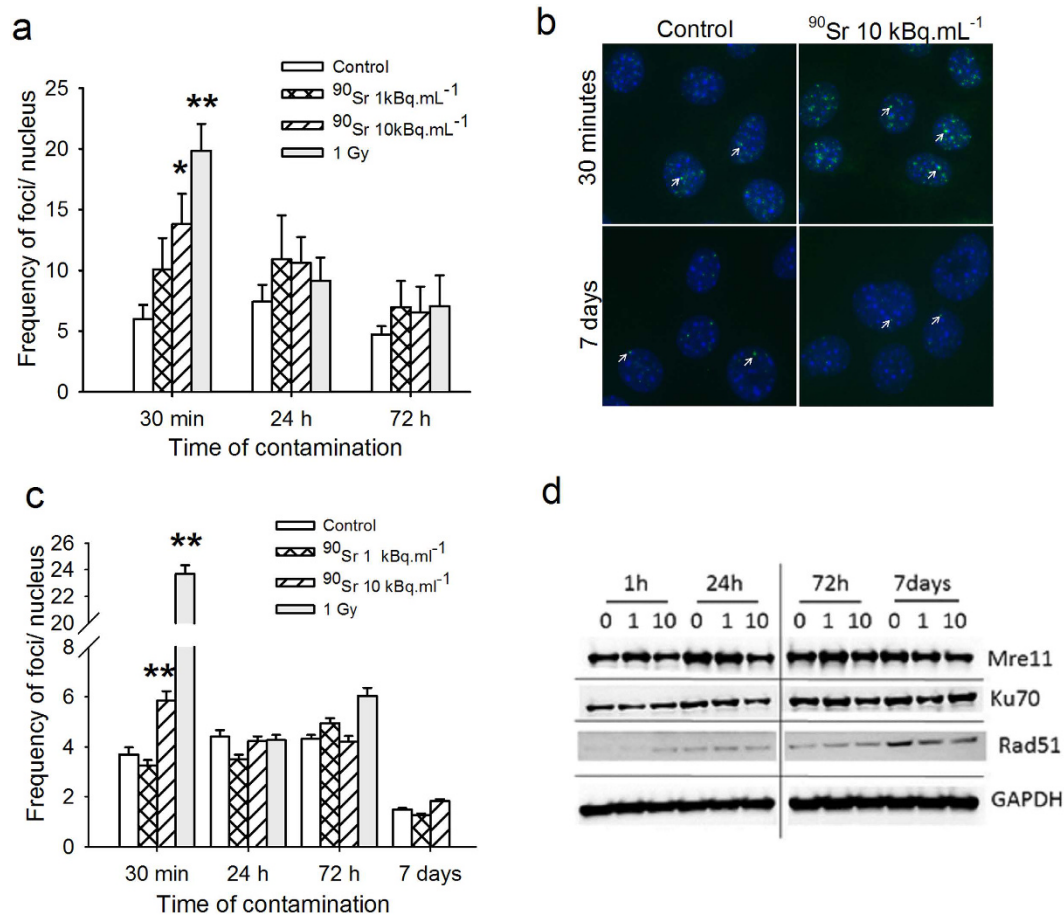 a
Control
⁹⁰Sr 1kBq.mL⁻¹
⁹⁰Sr 10kBq.mL⁻¹
1 Gy
Frequency of foci/ nucleus
25
20
15
10
5
0
*
**
30 min 24 h 72 h
Time of contamination
b
Control ⁹⁰Sr 10 kBq.mL⁻¹
30 minutes
7 days
c
Control
⁹⁰Sr 1 kBq.ml⁻¹
⁹⁰Sr 10 kBq.ml⁻¹
1 Gy
Frequency of foci/ nucleus
26
24
22
20
8
6
4
2
0
**
**
30 min 24 h 72 h 7 days
Time of contamination
d
1h 24h 72h 7days
0 1 10 0 1 10 0 1 10 0 1 10
Mre11
Ku70
Rad51
GAPDH